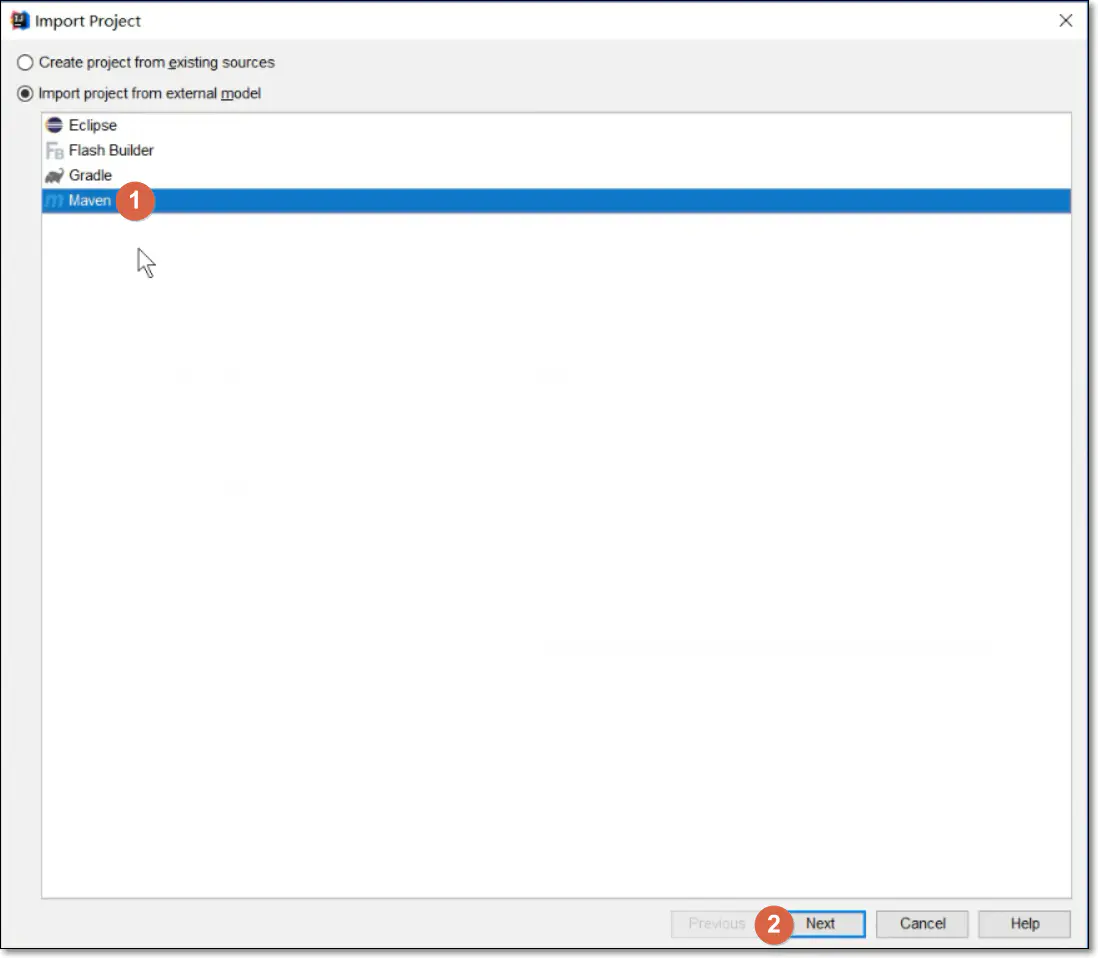 Import Project
Create project from existing sources
Import project from external model
Eclipse
Flash Builder
Gradle
Maven 1
Previous 2 Next Cancel Help